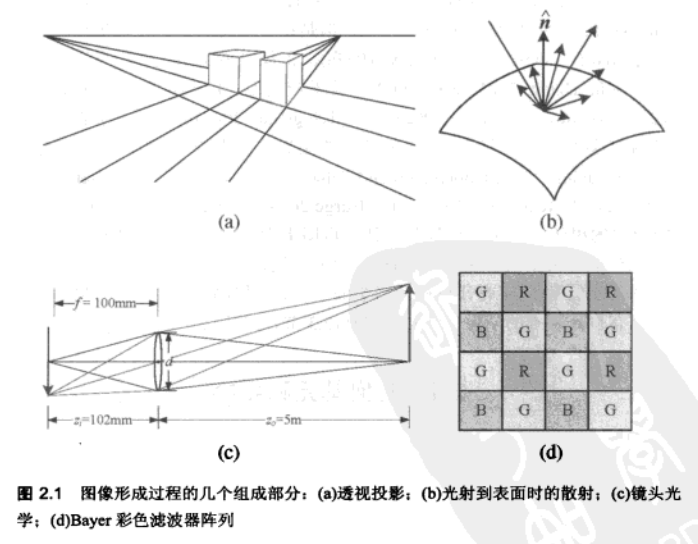 n̂
(a)
(b)
f = 100mm
d
z_i=102mm
z_o=5m
G R G R
B G B G
G R G R
B G B G
(c)
(d)
图 2.1 图像形成过程的几个组成部分：(a)透视投影；(b)光射到表面时的散射；(c)镜头光
学；(d)Bayer 彩色滤波器阵列